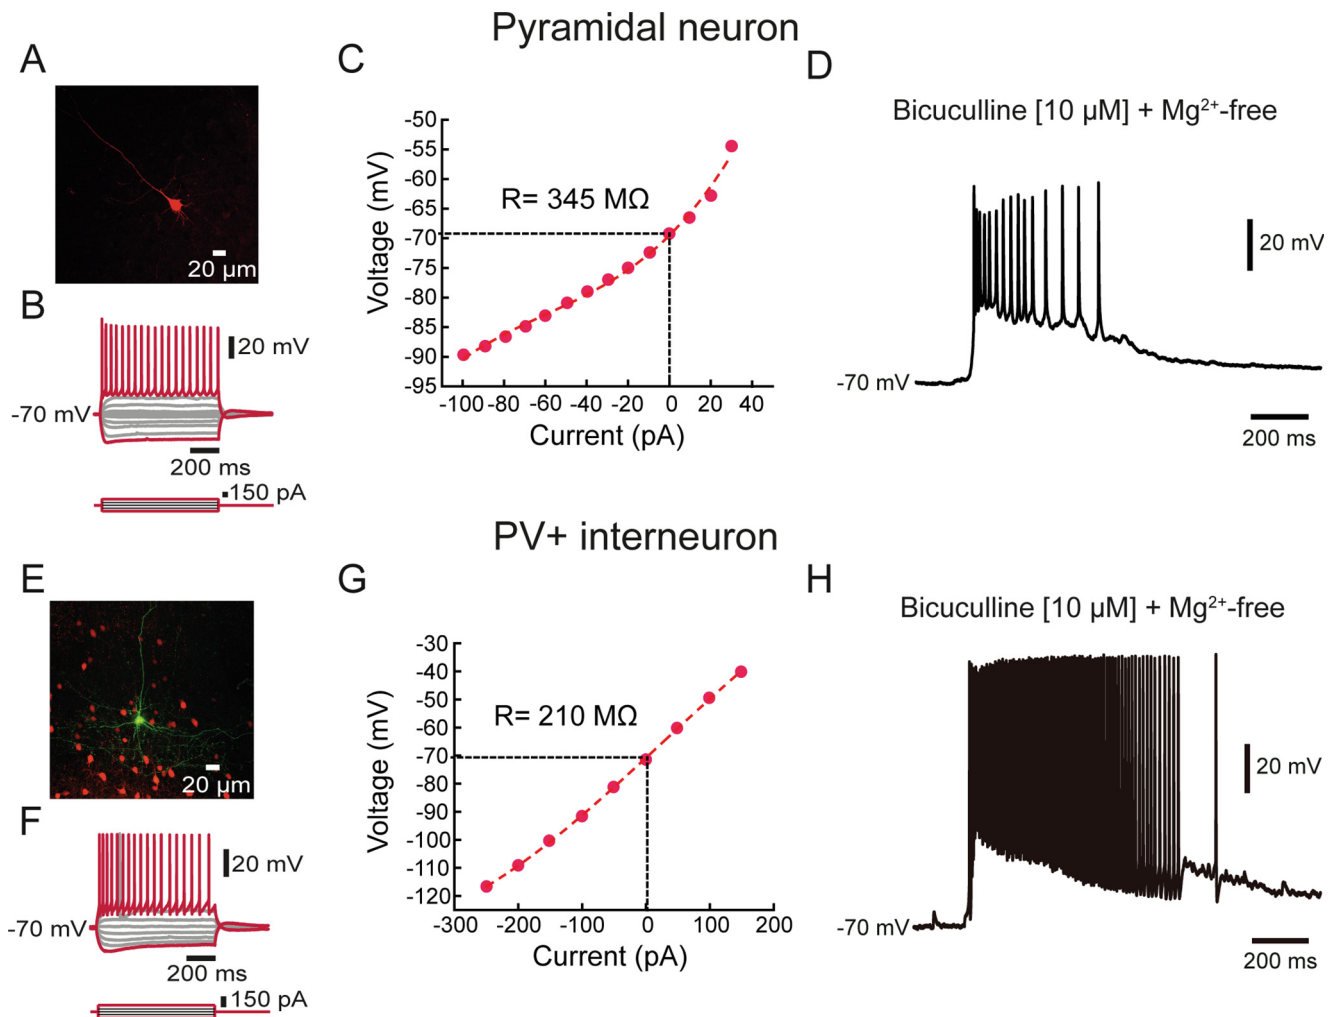 Pyramidal neuron
A
20 µm
B
20 mV
-70 mV
200 ms
150 pA
C
Voltage (mV)
-50
-55
-60
-65
-70
-75
-80
-85
-90
-95
R= 345 MΩ
-100 -80 -60 -40 -20 0 20 40
Current (pA)
D
Bicuculline [10 µM] + Mg²⁺-free
20 mV
-70 mV
200 ms
PV+ interneuron
E
20 µm
F
20 mV
-70 mV
200 ms
150 pA
G
Voltage (mV)
-30
-40
-50
-60
-70
-80
-90
-100
-110
-120
R= 210 MΩ
-300 -200 -100 0 100 200
Current (pA)
H
Bicuculline [10 µM] + Mg²⁺-free
20 mV
-70 mV
200 ms